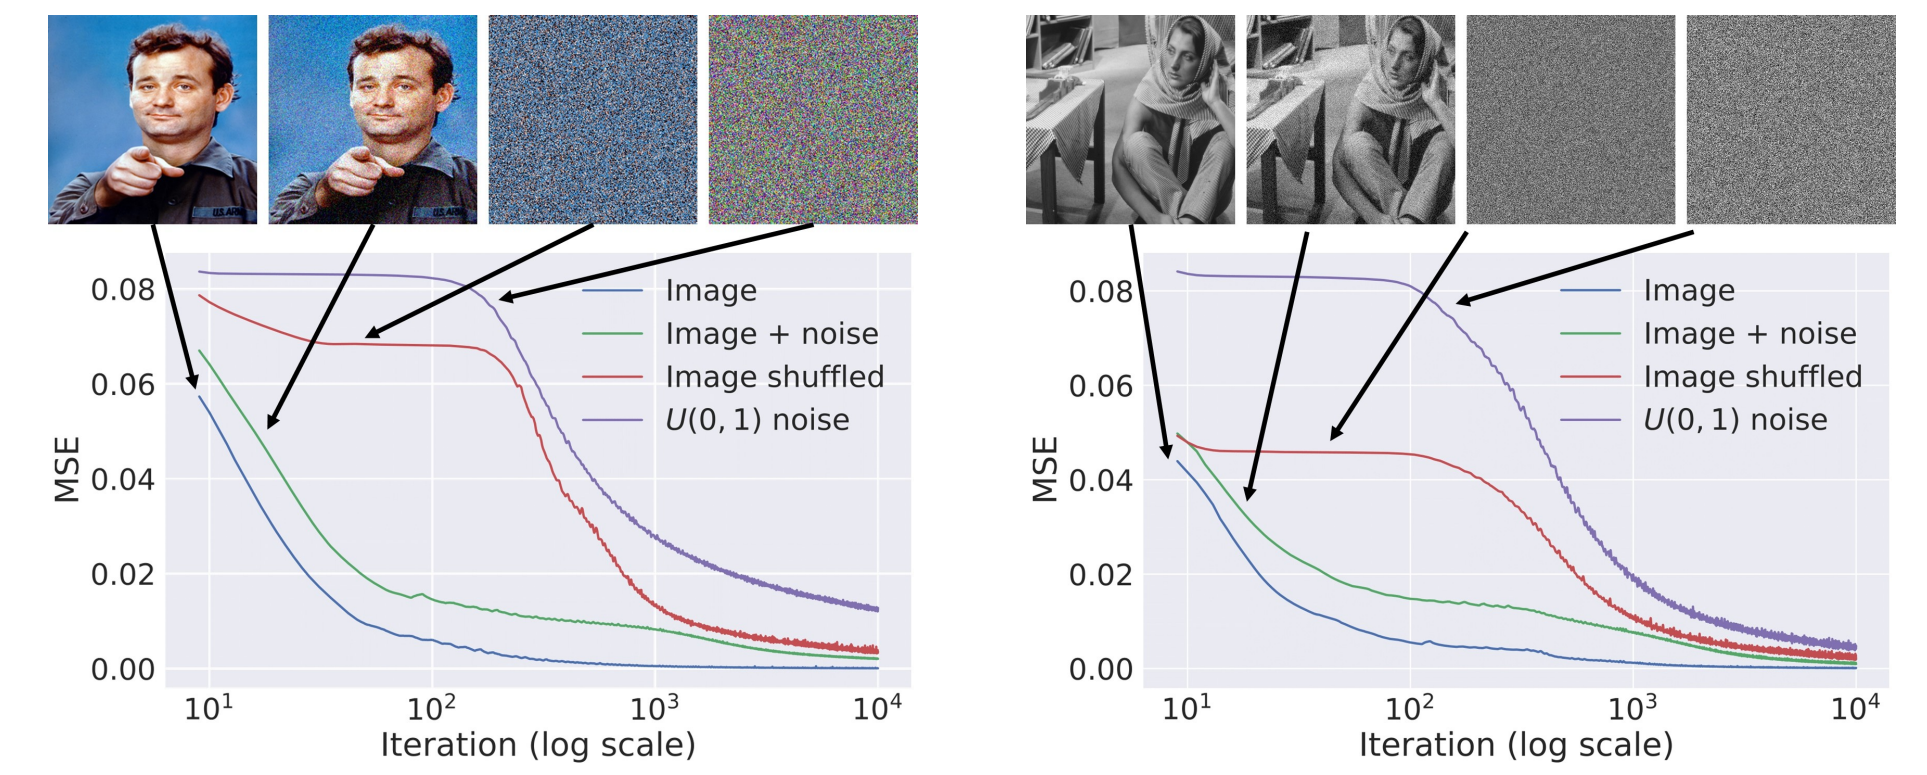 U.S. AR
0.08
0.06
0.04
0.02
0.00
MSE
Image
Image + noise
Image shuffled
U(0, 1) noise
10¹
10²
10³
10⁴
Iteration (log scale)
0.08
0.06
0.04
0.02
0.00
MSE
Image
Image + noise
Image shuffled
U(0, 1) noise
10¹
10²
10³
10⁴
Iteration (log scale)